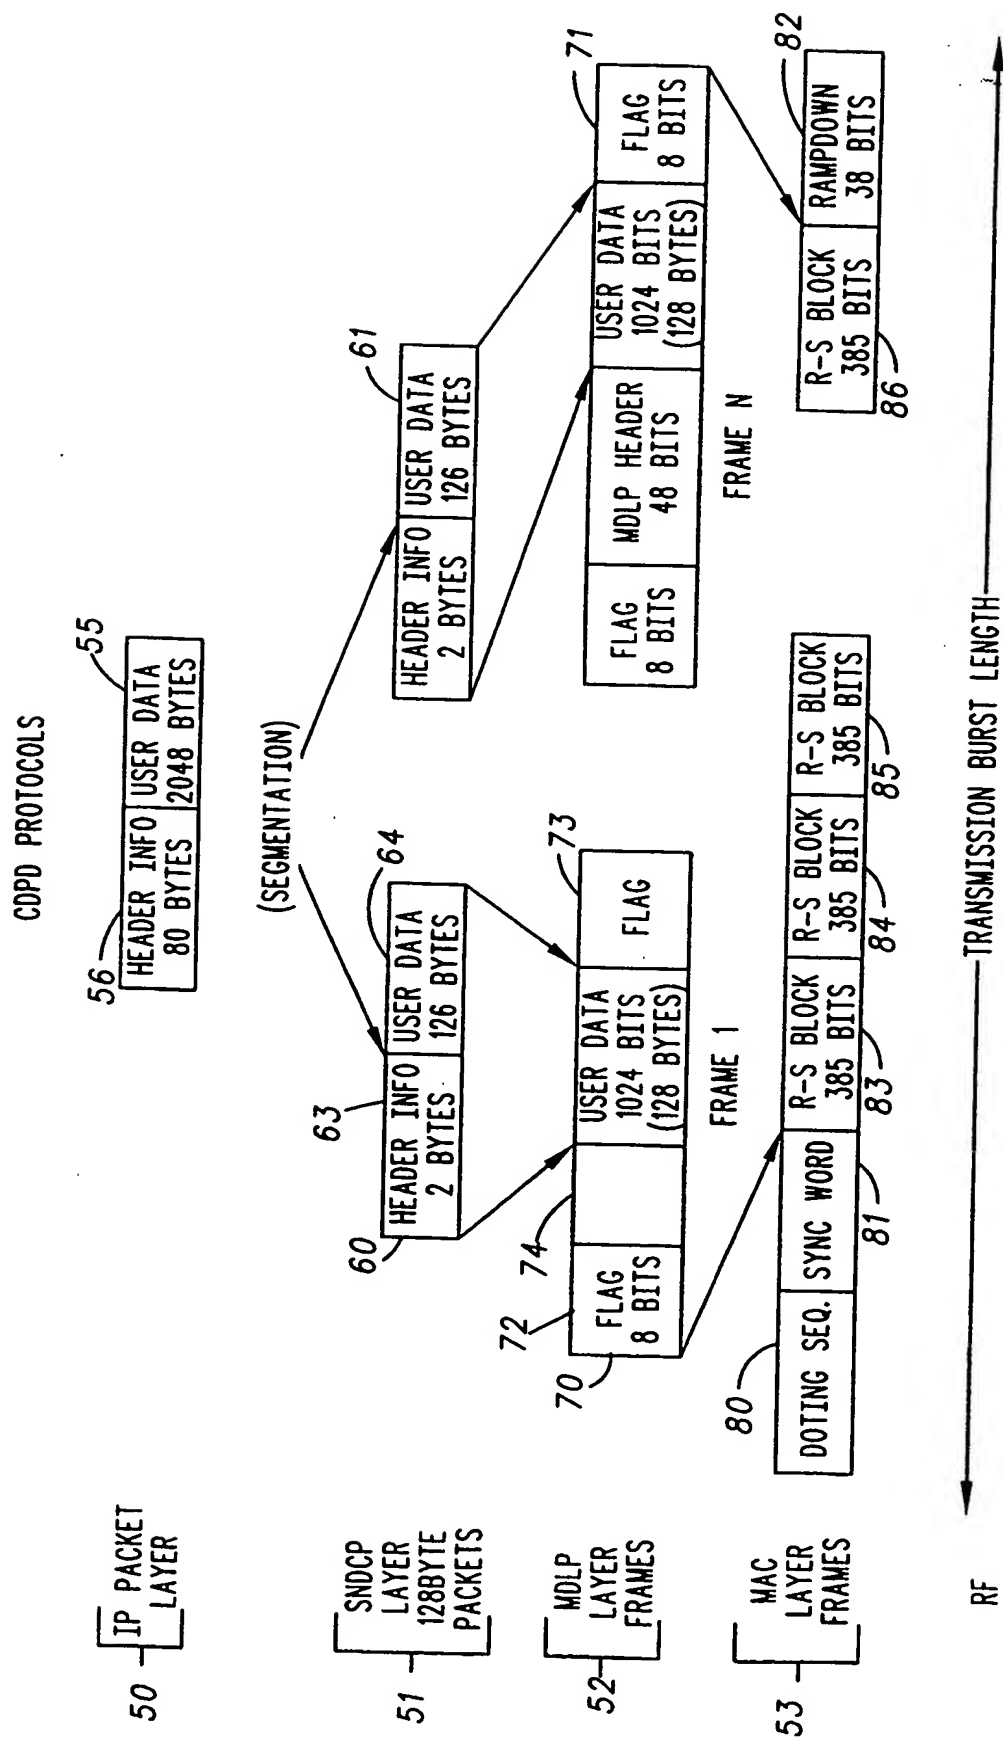 CDPD PROTOCOLS
50
IP PACKET
LAYER
56
HEADER INFO
80 BYTES
USER DATA
2048 BYTES
55
(SEGMENTATION)
51
SNDCP
LAYER
128BYTE
PACKETS
60
63
HEADER INFO
2 BYTES
64
USER DATA
126 BYTES
HEADER INFO
2 BYTES
USER DATA
126 BYTES
61
52
MDLP
LAYER
FRAMES
70
72
FLAG
8 BITS
74
USER DATA
1024 BITS
(128 BYTES)
FLAG
73
FRAME 1
FLAG
8 BITS
MDLP HEADER
48 BITS
USER DATA
1024 BITS
(128 BYTES)
FLAG
8 BITS
71
FRAME N
53
MAC
LAYER
FRAMES
80
DOTING SEQ.
SYNC WORD
81
R-S BLOCK
385 BITS
83
R-S BLOCK
385 BITS
84
R-S BLOCK
385 BITS
85
R-S BLOCK
385 BITS
86
RAMPDOWN
38 BITS
82
RF
TRANSMISSION BURST LENGTH